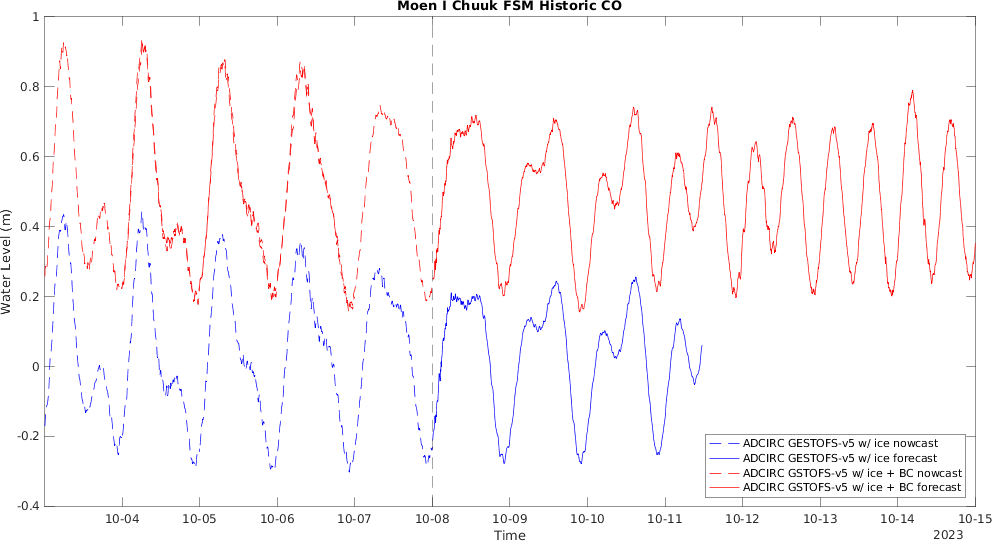 Moen I Chuuk FSM Historic CO
1
0.8
0.6
0.4
0.2
0
-0.2
-0.4
Water Level (m)
10-04 10-05 10-06 10-07 10-08 10-09 10-10 10-11 10-12 10-13 10-14 10-15
Time
2023
ADCIRC GESTOFS-v5 w/ ice nowcast
ADCIRC GESTOFS-v5 w/ ice forecast
ADCIRC GSTOFS-v5 w/ ice + BC nowcast
ADCIRC GSTOFS-v5 w/ ice + BC forecast